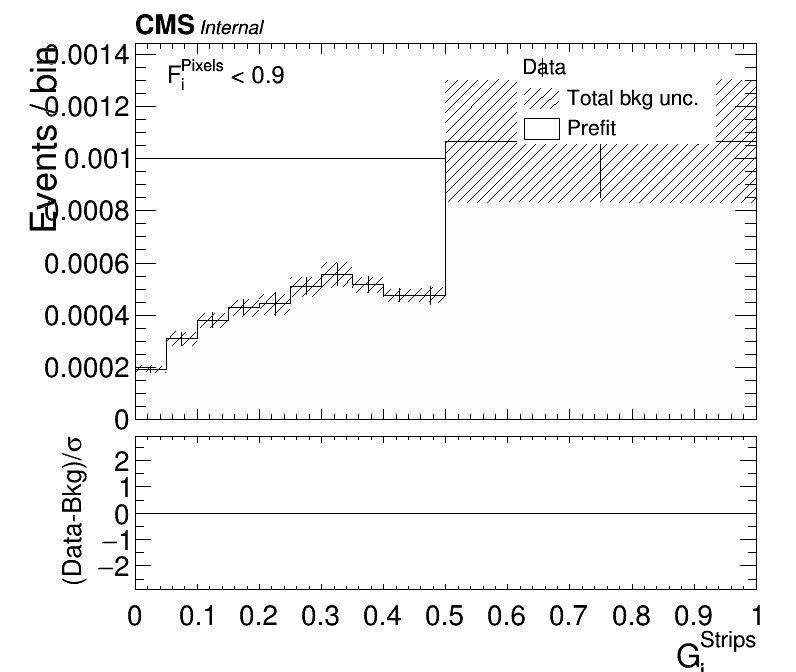 CMS Internal
F_i^Pixels < 0.9
Data
Total bkg unc.
Prefit
Events / bin
0.0014
0.0012
0.001
0.0008
0.0006
0.0004
0.0002
0
(Data-Bkg)/σ
2
1
0
−1
−2
0 0.1 0.2 0.3 0.4 0.5 0.6 0.7 0.8 0.9 1
G_i^Strips